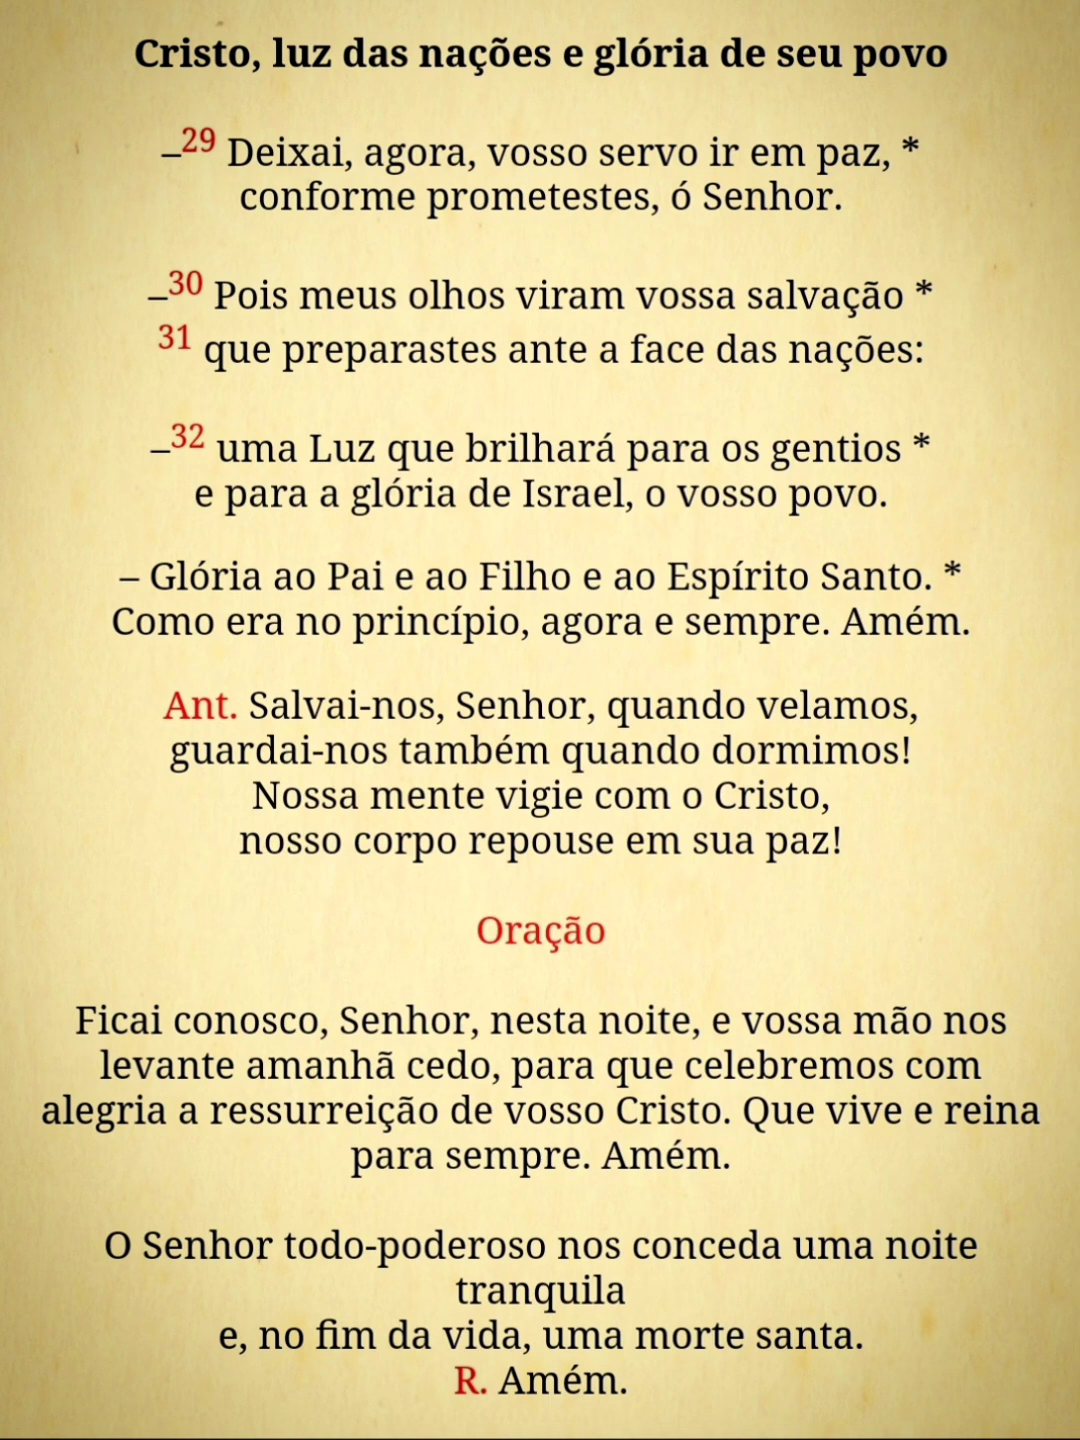 Cristo, luz das nações e glória de seu povo
–29 Deixai, agora, vosso servo ir em paz, *
conforme prometestes, ó Senhor.
–30 Pois meus olhos viram vossa salvação *
31 que preparastes ante a face das nações:
–32 uma Luz que brilhará para os gentios *
e para a glória de Israel, o vosso povo.
– Glória ao Pai e ao Filho e ao Espírito Santo. *
Como era no princípio, agora e sempre. Amém.
Ant. Salvai-nos, Senhor, quando velamos,
guardai-nos também quando dormimos!
Nossa mente vigie com o Cristo,
nosso corpo repouse em sua paz!
Oração
Ficai conosco, Senhor, nesta noite, e vossa mão nos
levante amanhã cedo, para que celebremos com
alegria a ressurreição de vosso Cristo. Que vive e reina
para sempre. Amém.
O Senhor todo-poderoso nos conceda uma noite
tranquila
e, no fim da vida, uma morte santa.
R. Amém.